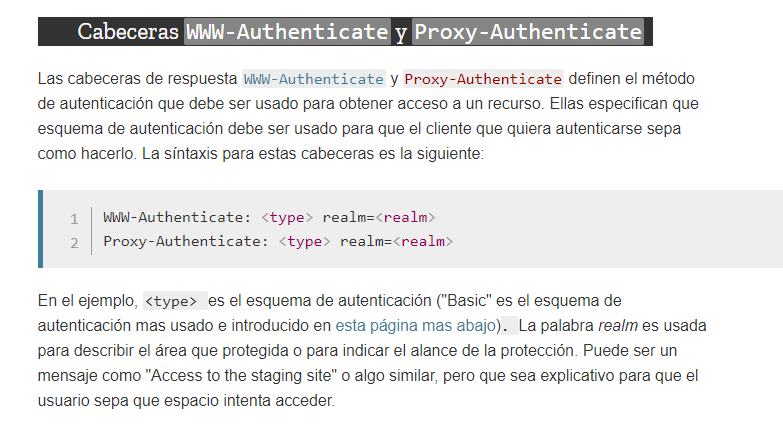 Cabeceras WWW-Authenticate y Proxy-Authenticate
Las cabeceras de respuesta WWW-Authenticate y Proxy-Authenticate definen el método
de autenticación que debe ser usado para obtener acceso a un recurso. Ellas especifican que
esquema de autenticación debe ser usado para que el cliente que quiera autenticarse sepa
como hacerlo. La síntaxis para estas cabeceras es la siguiente:
1 WWW-Authenticate: <type> realm=<realm>
2 Proxy-Authenticate: <type> realm=<realm>
En el ejemplo, <type> es el esquema de autenticación ("Basic" es el esquema de
autenticación mas usado e introducido en esta página mas abajo). La palabra realm es usada
para describir el área que protegida o para indicar el alance de la protección. Puede ser un
mensaje como "Access to the staging site" o algo similar, pero que sea explicativo para que el
usuario sepa que espacio intenta acceder.